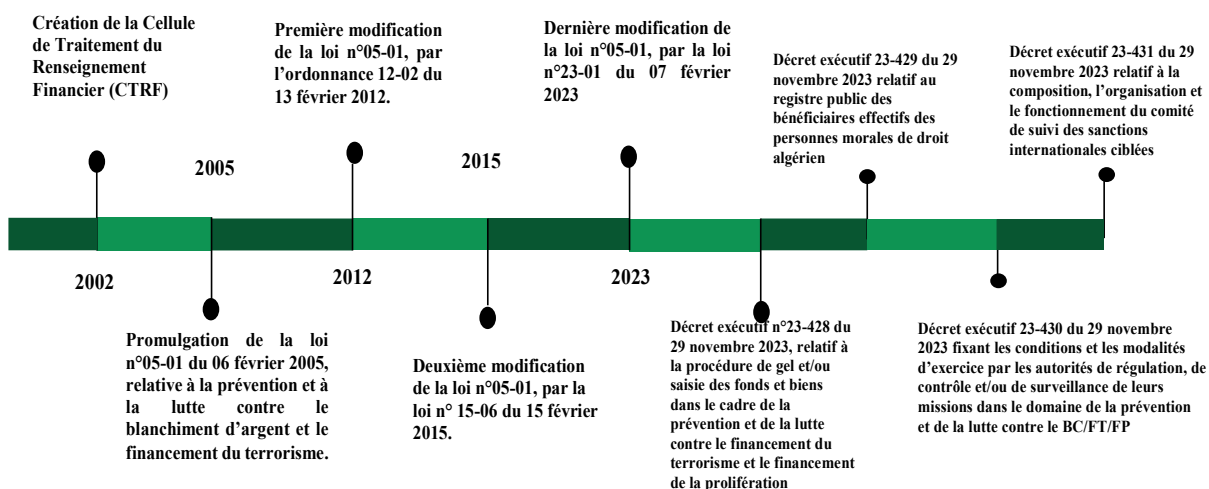 Création de la Cellule
de Traitement du
Renseignement
Financier (CTRF)
Première modification
de la loi n°05-01, par
l’ordonnance 12-02 du
13 février 2012.
Dernière modification de
la loi n°05-01, par la loi
n°23-01 du 07 février
2023
Décret exécutif 23-429 du 29
novembre 2023 relatif au
registre public des
bénéficiaires effectifs des
personnes morales de droit
algérien
Décret exécutif 23-431 du 29
novembre 2023 relatif à la
composition, l’organisation et
le fonctionnement du comité
de suivi des sanctions
internationales ciblées
2005
2015
2002
2012
2023
Promulgation de la loi
n°05-01 du 06 février 2005,
relative à la prévention et à
la lutte contre le
blanchiment d’argent et le
financement du terrorisme.
Deuxième modification
de la loi n°05-01, par la
loi n° 15-06 du 15 février
2015.
Décret exécutif n°23-428 du
29 novembre 2023, relatif à
la procédure de gel et/ou
saisie des fonds et biens
dans le cadre de la
prévention et de la lutte
contre le financement du
terrorisme et le financement
de la prolifération
Décret exécutif 23-430 du 29 novembre
2023 fixant les conditions et les modalités
d’exercice par les autorités de régulation, de
contrôle et/ou de surveillance de leurs
missions dans le domaine de la prévention
et de la lutte contre le BC/FT/FP